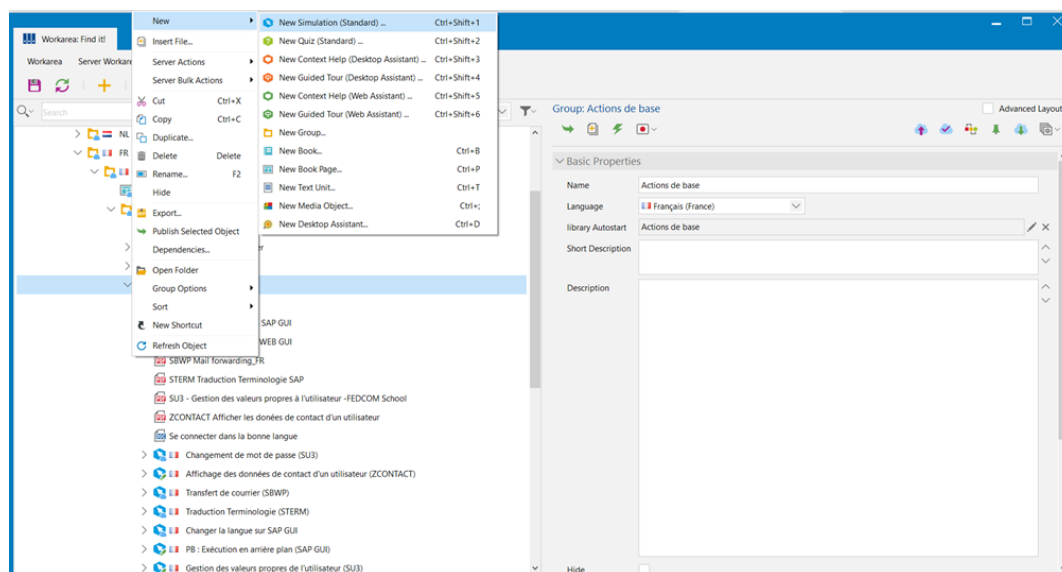 Workarea: Find it!
Workarea Server Workare
Search
NL
FR
New
Insert File...
Server Actions
Server Bulk Actions
Cut Ctrl+X
Copy Ctrl+C
Duplicate...
Delete Delete
Rename... F2
Hide
Export...
Publish Selected Object
Dependencies...
Open Folder
Group Options
Sort
New Shortcut
Refresh Object
New Simulation (Standard) ... Ctrl+Shift+1
New Quiz (Standard) ... Ctrl+Shift+2
New Context Help (Desktop Assistant) ... Ctrl+Shift+3
New Guided Tour (Desktop Assistant) ... Ctrl+Shift+4
New Context Help (Web Assistant) ... Ctrl+Shift+5
New Guided Tour (Web Assistant) ... Ctrl+Shift+6
New Group...
New Book... Ctrl+B
New Book Page... Ctrl+P
New Text Unit... Ctrl+T
New Media Object... Ctrl+;
New Desktop Assistant... Ctrl+D
er
SAP GUI
WEB GUI
SBWP Mail forwarding_FR
STERM Traduction Terminologie SAP
SU3 - Gestion des valeurs propres à l'utilisateur -FEDCOM School
ZCONTACT Afficher les donées de contact d'un utilisateur
Se connecter dans la bonne langue
Changement de mot de passe (SU3)
Affichage des données de contact d'un utilisateur (ZCONTACT)
Transfert de courrier (SBWP)
Traduction Terminologie (STERM)
Changer la langue sur SAP GUI
PB : Exécution en arrière plan (SAP GUI)
Gestion des valeurs propres de l'utilisateur (SU3)
Group: Actions de base
Advanced Layout
Basic Properties
Name Actions de base
Language Français (France)
library Autostart Actions de base
Short Description
Description
Hide